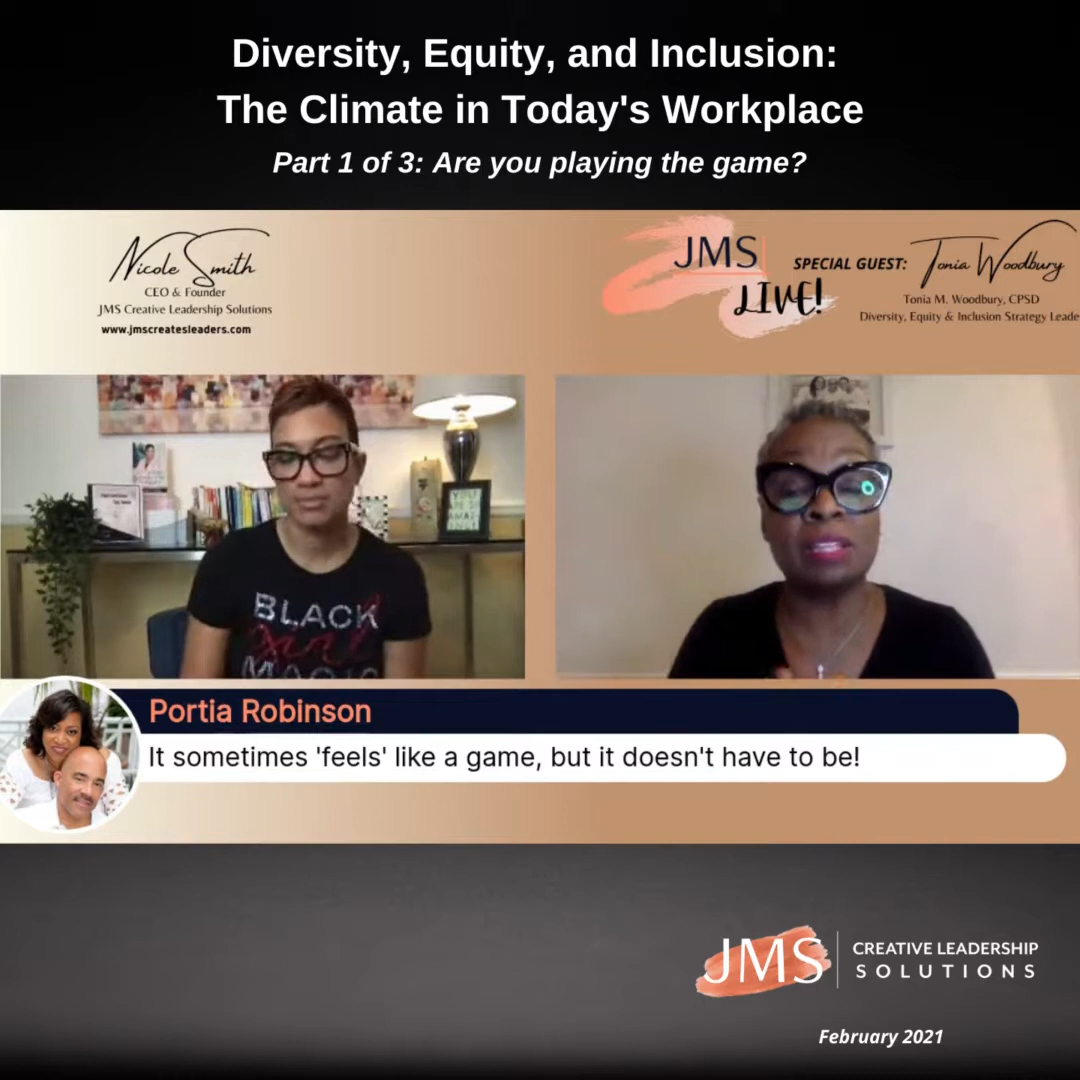 Diversity, Equity, and Inclusion:
The Climate in Today's Workplace
Part 1 of 3: Are you playing the game?
Nicole Smith
CEO & Founder
JMS Creative Leadership Solutions
www.jmscreatesleaders.com
JMS
LIVE!
SPECIAL GUEST:
Tonia Woodbury
Tonia M. Woodbury, CPSD
Diversity, Equity & Inclusion Strategy Leade
BLACK
Girl
MAGIC
Portia Robinson
It sometimes 'feels' like a game, but it doesn't have to be!
JMS
CREATIVE LEADERSHIP
SOLUTIONS
February 2021